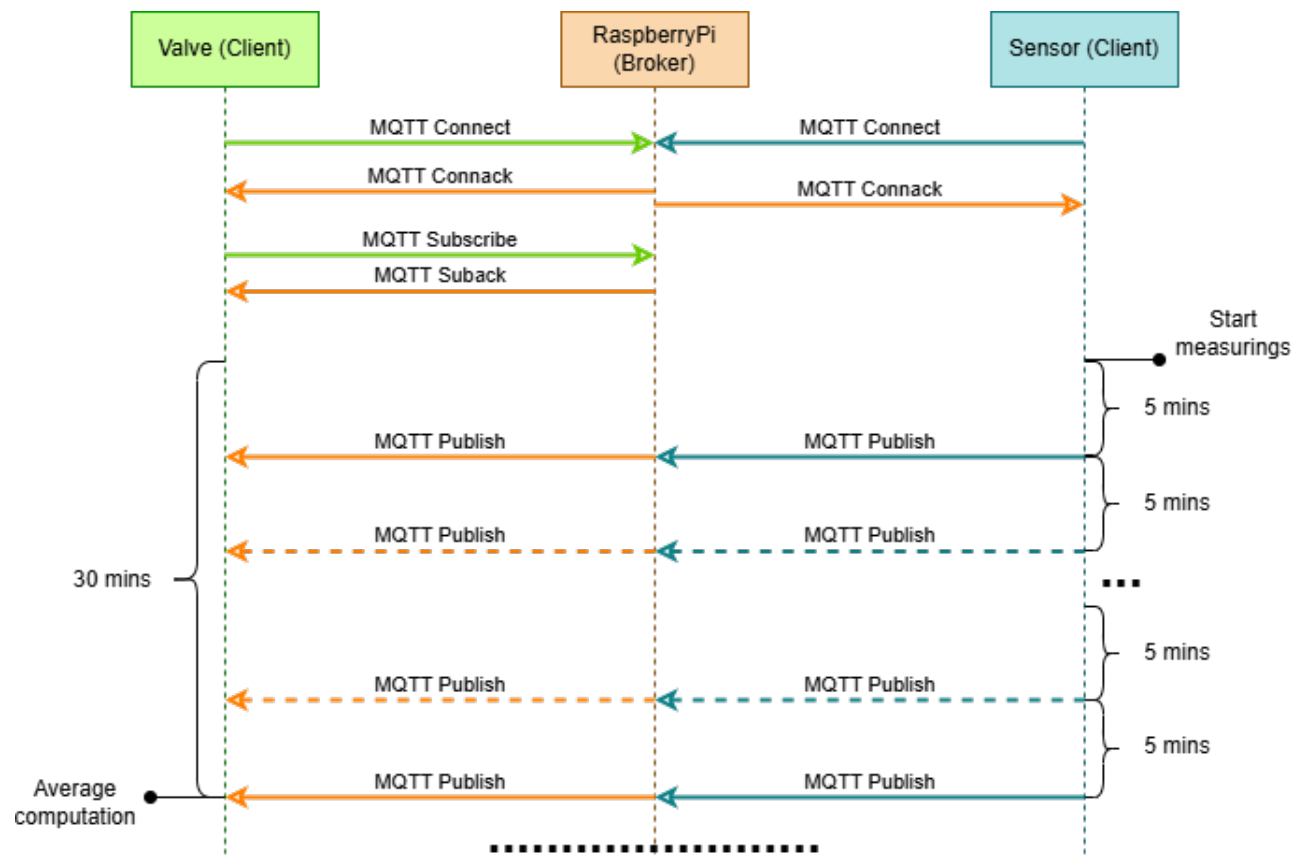 Valve (Client)
RaspberryPi
(Broker)
Sensor (Client)
MQTT Connect
MQTT Connect
MQTT Connack
MQTT Connack
MQTT Subscribe
MQTT Suback
Start
measurings
5 mins
MQTT Publish
MQTT Publish
5 mins
MQTT Publish
MQTT Publish
30 mins
...
5 mins
MQTT Publish
MQTT Publish
5 mins
MQTT Publish
MQTT Publish
Average
computation